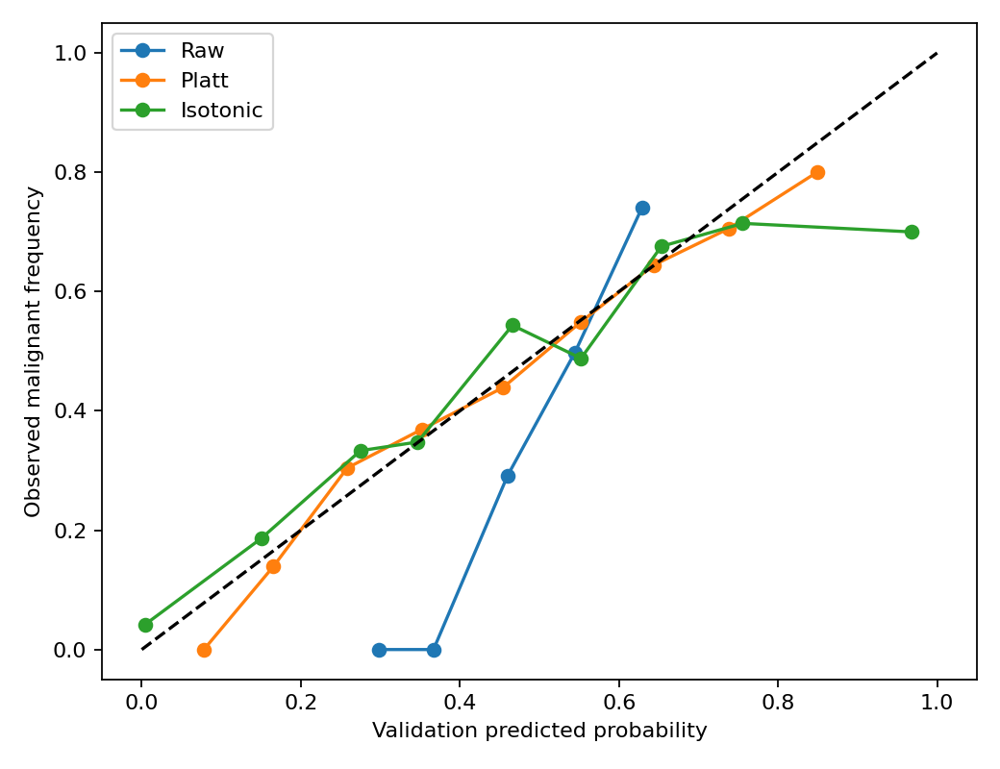 Raw
Platt
Isotonic
1.0
0.8
0.6
0.4
0.2
0.0
Observed malignant frequency
0.0 0.2 0.4 0.6 0.8 1.0
Validation predicted probability